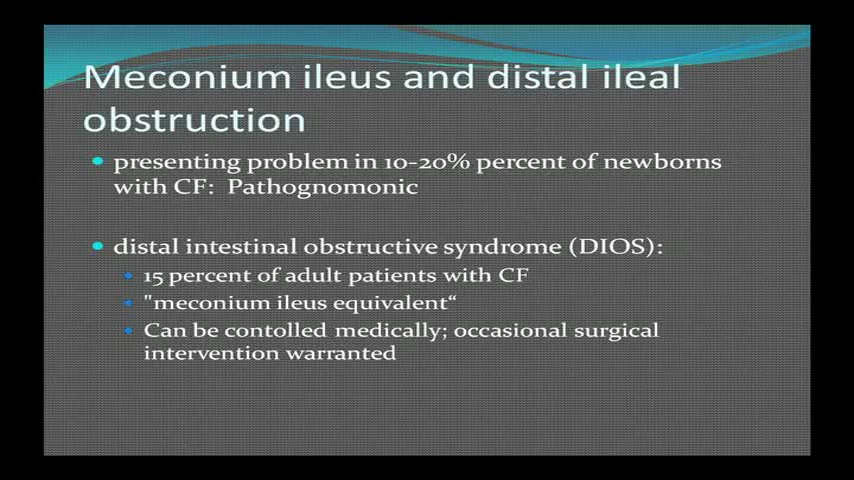 Meconium ileus and distal ileal
obstruction
presenting problem in 10-20% percent of newborns
with CF: Pathognomonic
distal intestinal obstructive syndrome (DIOS):
15 percent of adult patients with CF
"meconium ileus equivalent“
Can be contolled medically; occasional surgical
intervention warranted